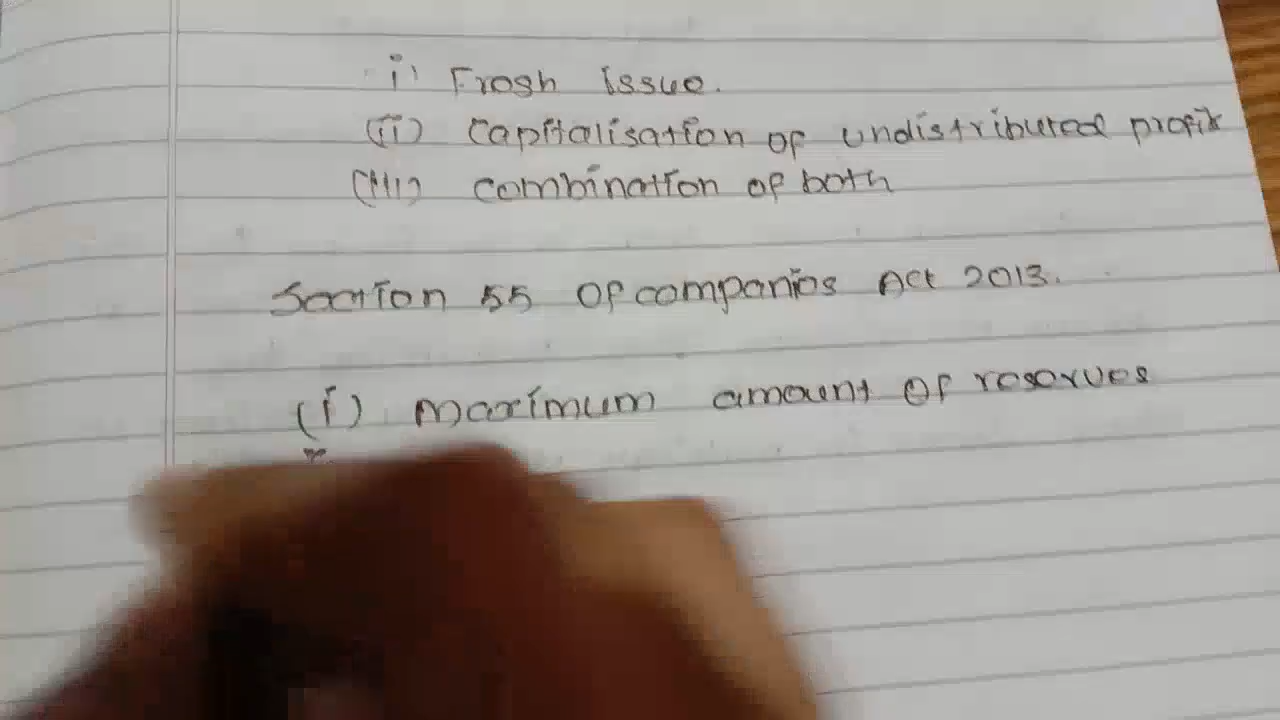 i) Fresh Issue.
(ii) Capitalisation of undistributed profit
(iii) combination of both
Section 55 of companies Act 2013.
(i) Maximum amount of reserves